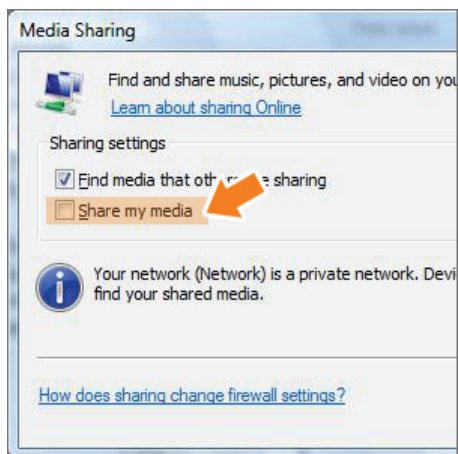 Media Sharing
Find and share music, pictures, and video on you
Learn about sharing Online
Sharing settings
Find media that oth sharing
Share my media
Your network (Network) is a private network. Devi
find your shared media.
How does sharing change firewall settings?